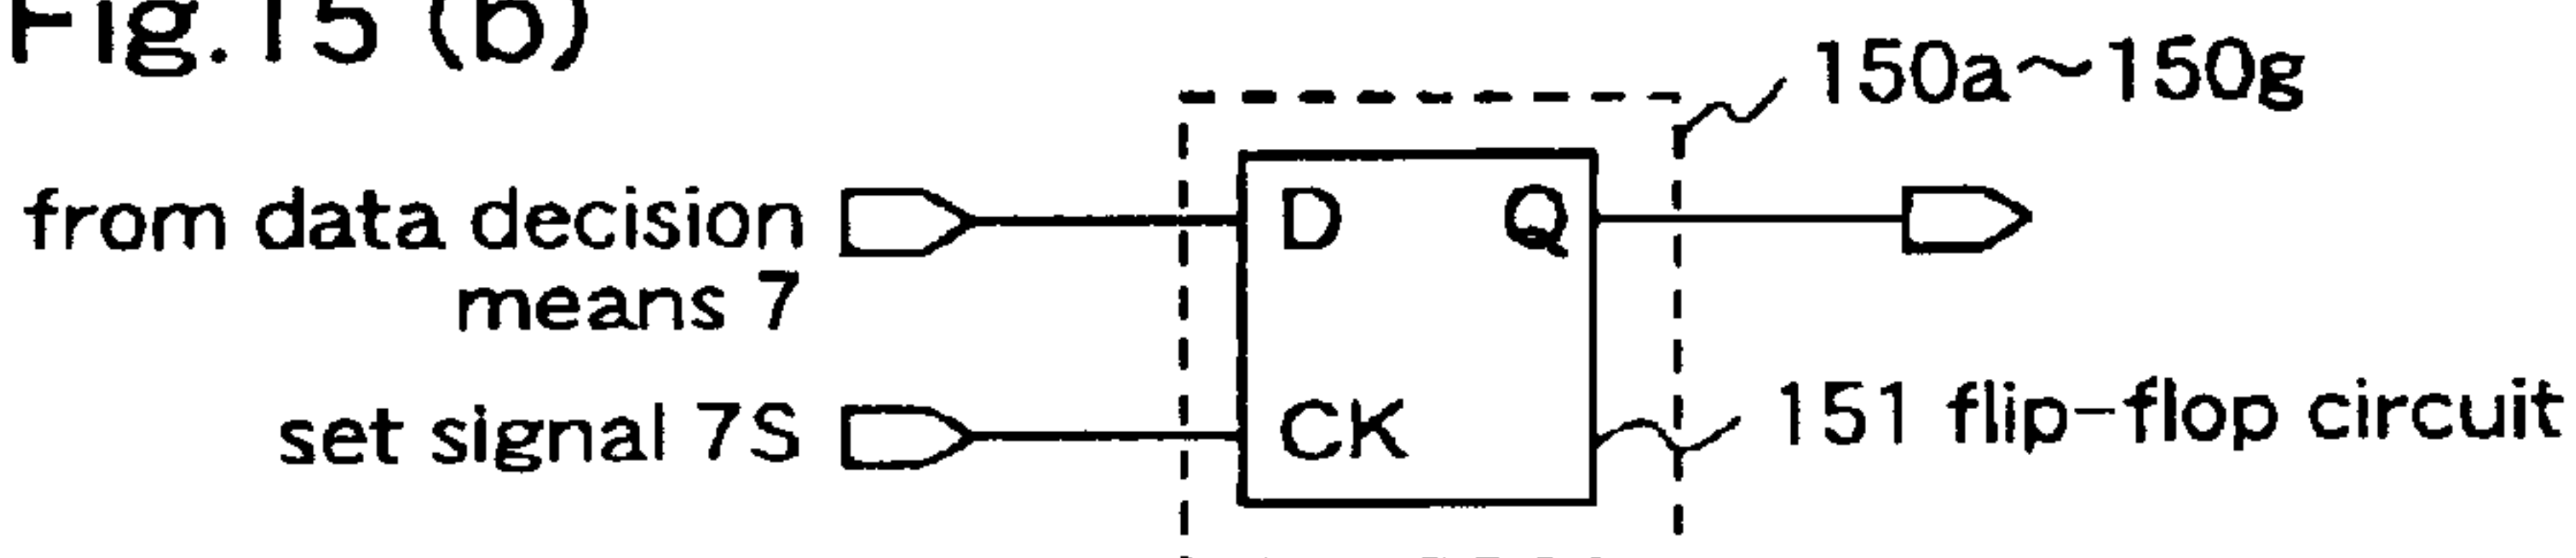 Fig.15 (b)
150a~150g
from data decision
means 7
D
Q
set signal 7S
CK
151 flip-flop circuit